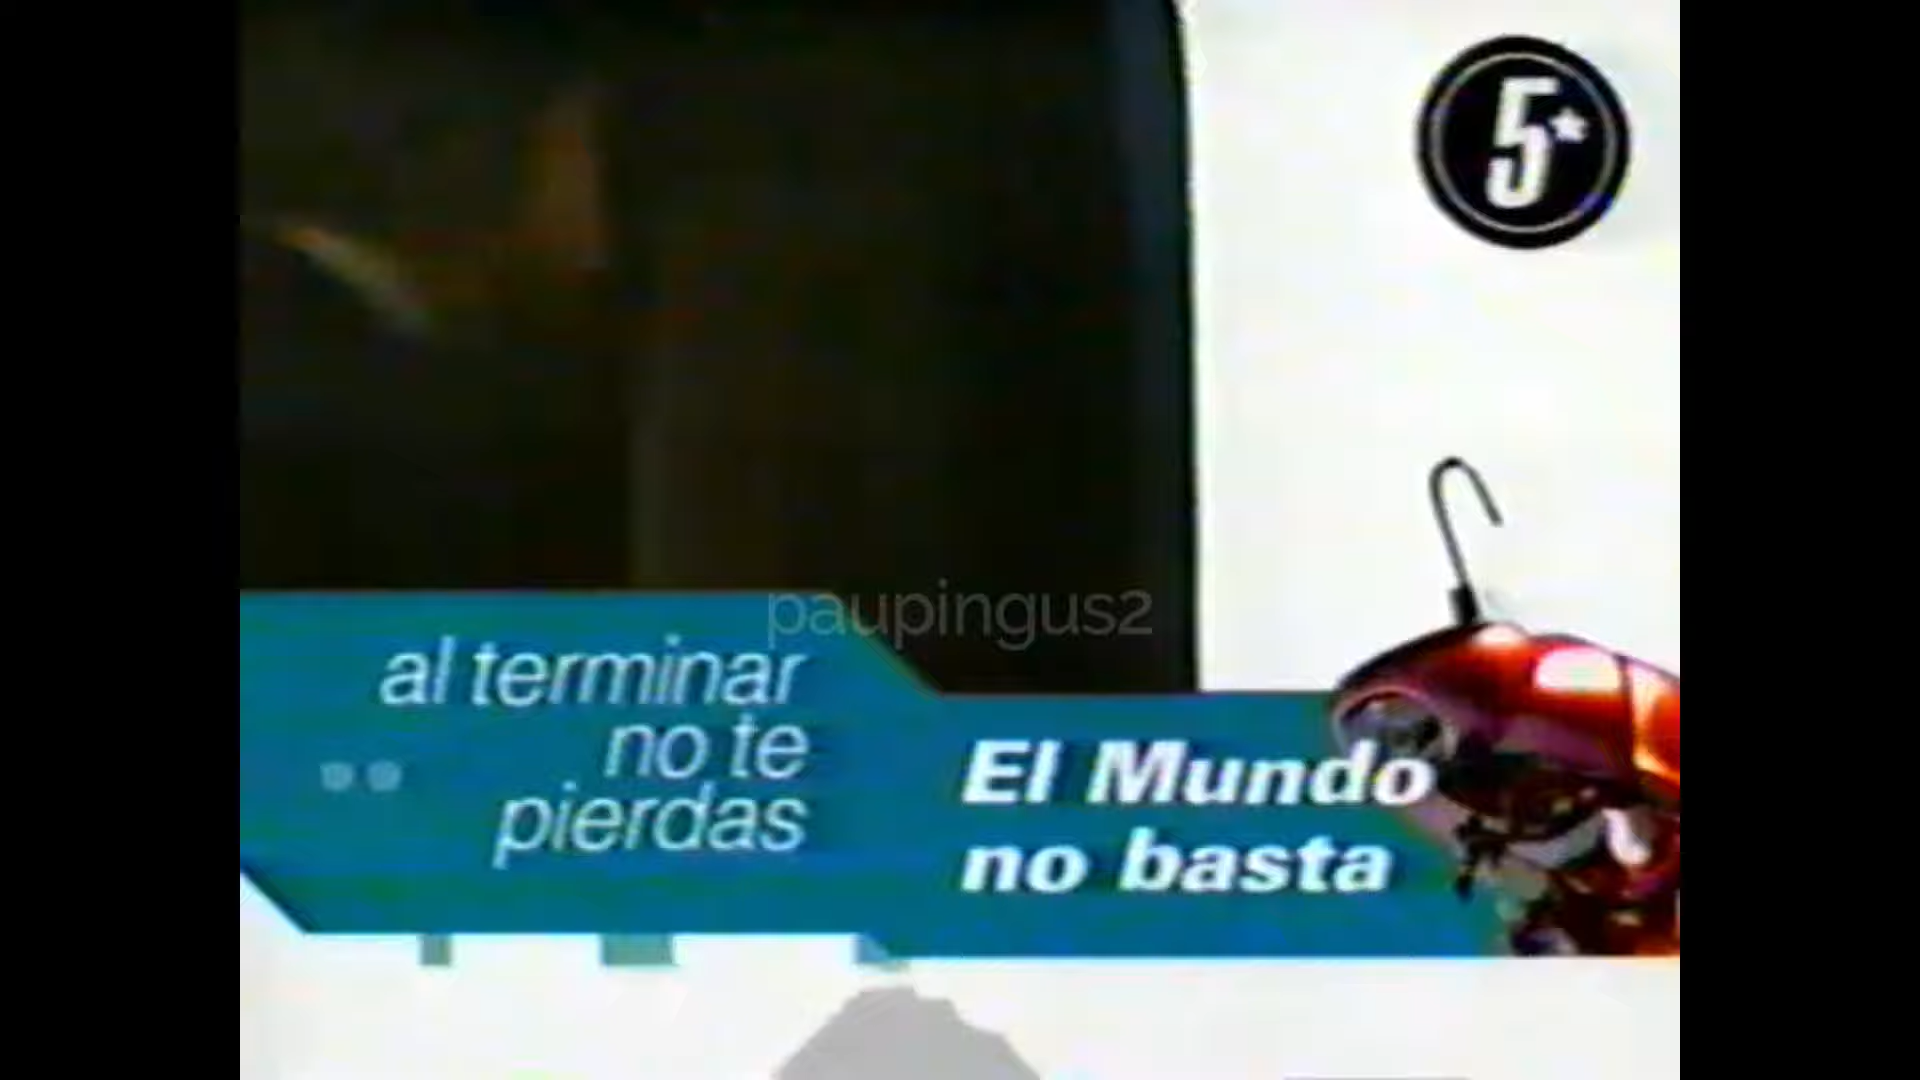 5*
paupingus2
al terminar
no te
pierdas
El Mundo
no basta